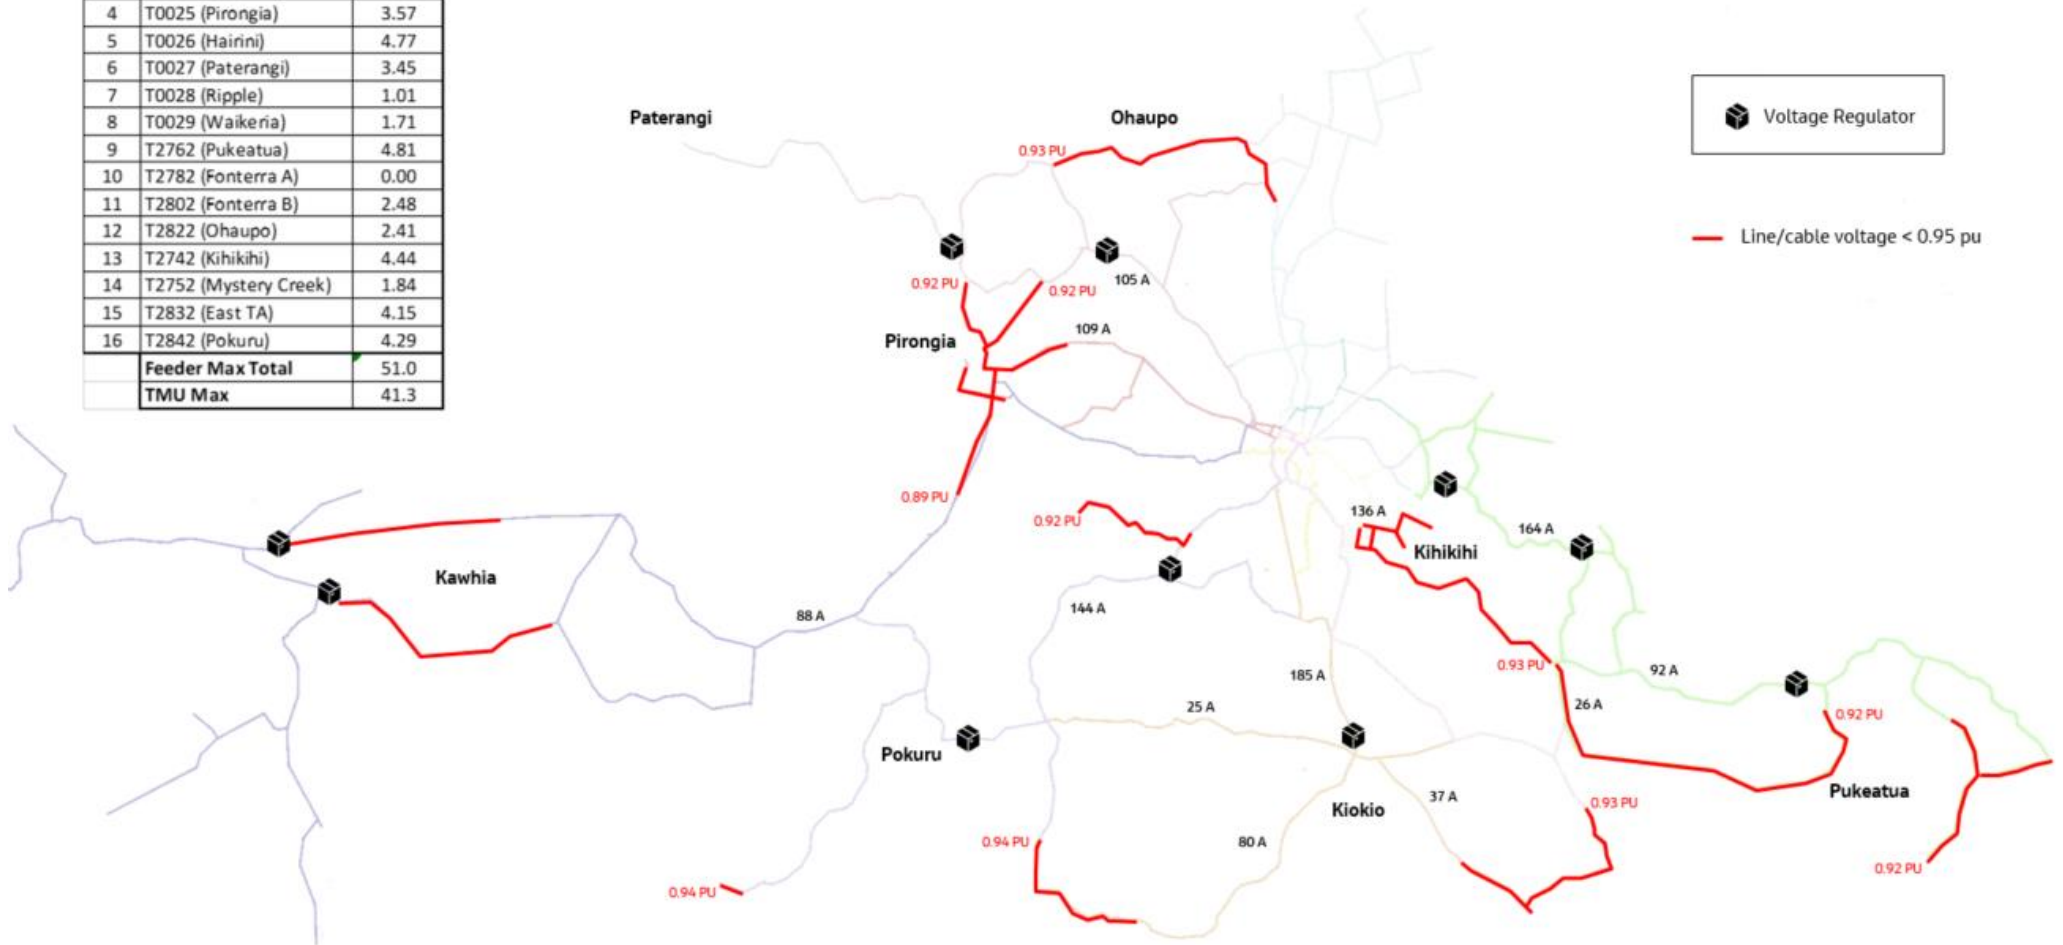 4 T0025 (Pirongia) 3.57
5 T0026 (Hairini) 4.77
6 T0027 (Paterangi) 3.45
7 T0028 (Ripple) 1.01
8 T0029 (Waikeria) 1.71
9 T2762 (Pukeatua) 4.81
10 T2782 (Fonterra A) 0.00
11 T2802 (Fonterra B) 2.48
12 T2822 (Ohaupo) 2.41
13 T2742 (Kihikihi) 4.44
14 T2752 (Mystery Creek) 1.84
15 T2832 (East TA) 4.15
16 T2842 (Pokuru) 4.29
Feeder Max Total 51.0
TMU Max 41.3
Voltage Regulator
Line/cable voltage < 0.95 pu
Paterangi
Ohaupo
0.93 PU
0.92 PU
0.92 PU
105 A
109 A
Pirongia
0.89 PU
0.92 PU
136 A
164 A
Kihikihi
Kawhia
88 A
144 A
0.93 PU
92 A
185 A
26 A
25 A
0.92 PU
Pokuru
Pukeatua
37 A
0.93 PU
Kiokio
0.94 PU
80 A
0.92 PU
0.94 PU